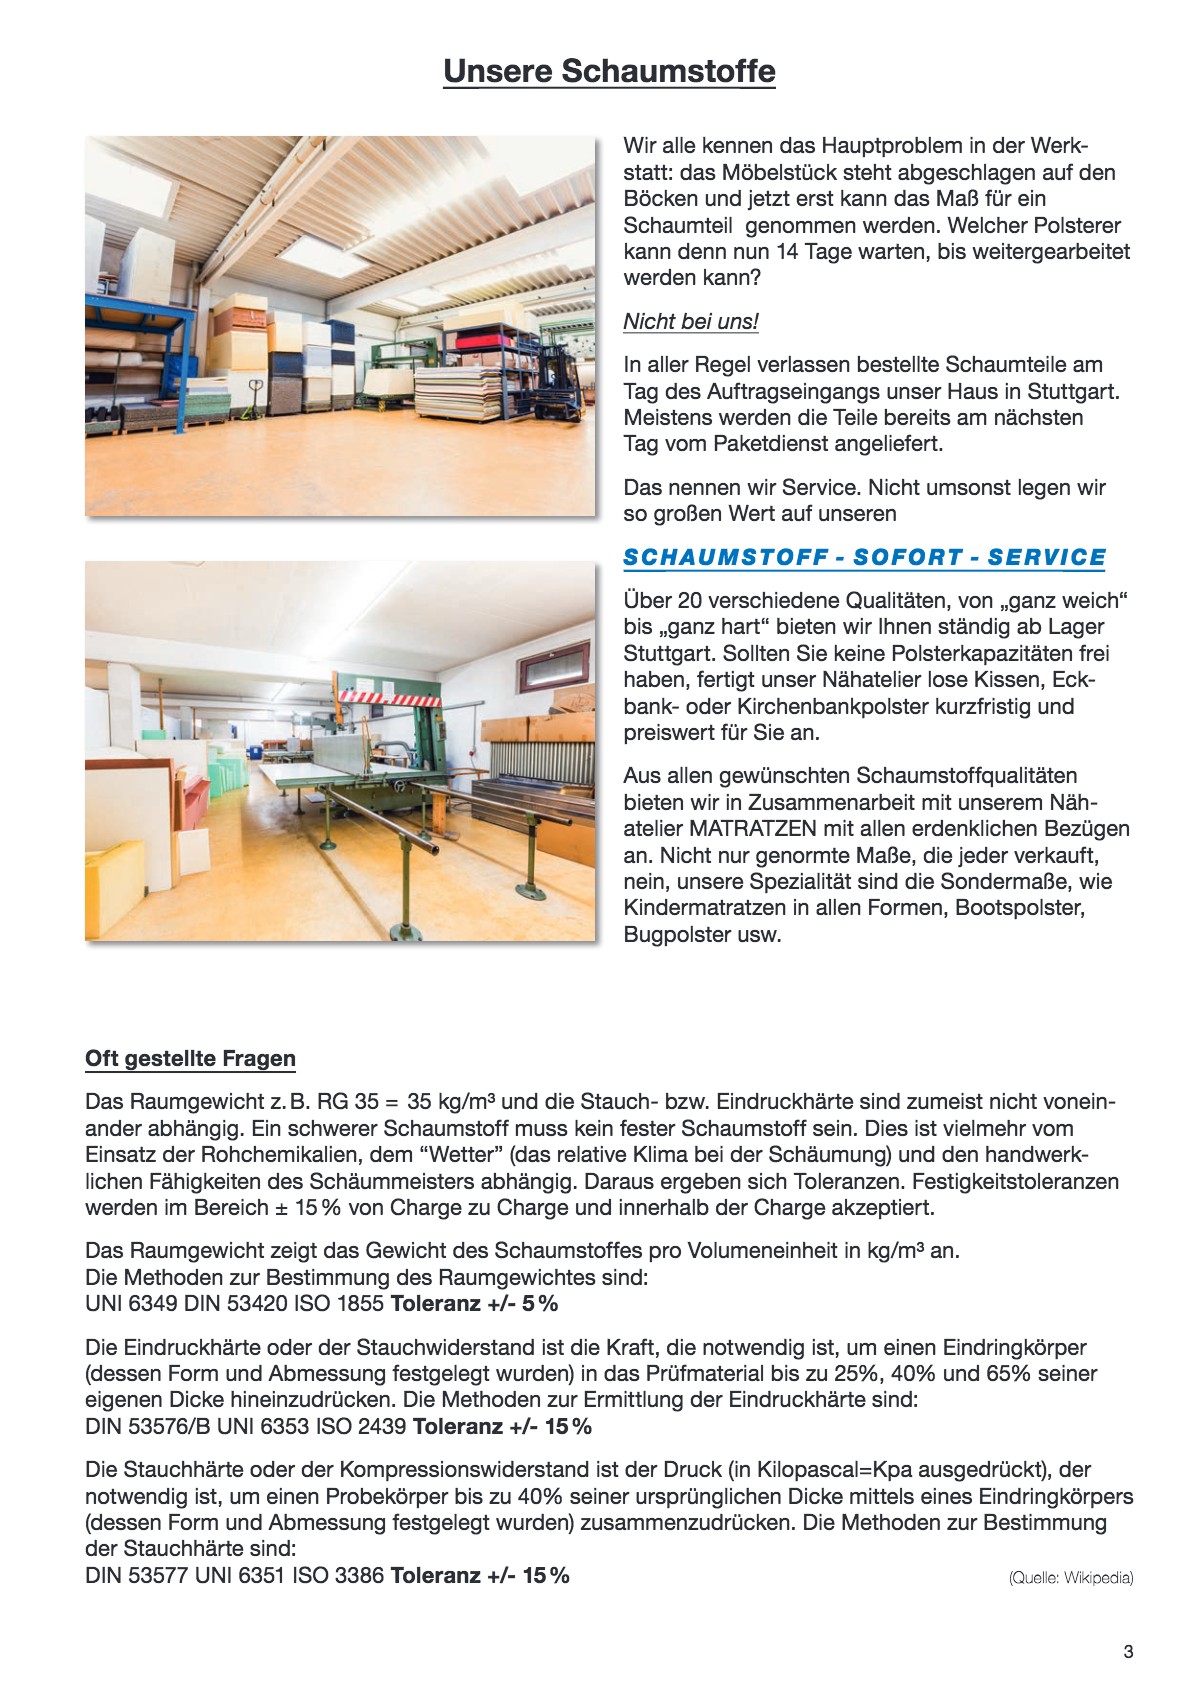 Unsere Schaumstoffe
Wir alle kennen das Hauptproblem in der Werk-
statt: das Möbelstück steht abgeschlagen auf den
Böcken und jetzt erst kann das Maß für ein
Schaumteil  genommen werden. Welcher Polsterer
kann denn nun 14 Tage warten, bis weitergearbeitet
werden kann?
Nicht bei uns!
In aller Regel verlassen bestellte Schaumteile am
Tag des Auftragseingangs unser Haus in Stuttgart.
Meistens werden die Teile bereits am nächsten
Tag vom Paketdienst angeliefert.
Das nennen wir Service. Nicht umsonst legen wir
so großen Wert auf unseren
SCHAUMSTOFF - SOFORT - SERVICE
Über 20 verschiedene Qualitäten, von „ganz weich“
bis „ganz hart“ bieten wir Ihnen ständig ab Lager
Stuttgart. Sollten Sie keine Polsterkapazitäten frei
haben, fertigt unser Nähatelier lose Kissen, Eck-
bank- oder Kirchenbankpolster kurzfristig und
preiswert für Sie an.
Aus allen gewünschten Schaumstoffqualitäten
bieten wir in Zusammenarbeit mit unserem Näh-
atelier MATRATZEN mit allen erdenklichen Bezügen
an. Nicht nur genormte Maße, die jeder verkauft,
nein, unsere Spezialität sind die Sondermaße, wie
Kindermatratzen in allen Formen, Bootspolster,
Bugpolster usw.
Oft gestellte Fragen
Das Raumgewicht z. B. RG 35 = 35 kg/m³ und die Stauch- bzw. Eindruckhärte sind zumeist nicht vonein-
ander abhängig. Ein schwerer Schaumstoff muss kein fester Schaumstoff sein. Dies ist vielmehr vom
Einsatz der Rohchemikalien, dem “Wetter” (das relative Klima bei der Schäumung) und den handwerk-
lichen Fähigkeiten des Schäummeisters abhängig. Daraus ergeben sich Toleranzen. Festigkeitstoleranzen
werden im Bereich ± 15 % von Charge zu Charge und innerhalb der Charge akzeptiert.
Das Raumgewicht zeigt das Gewicht des Schaumstoffes pro Volumeneinheit in kg/m³ an.
Die Methoden zur Bestimmung des Raumgewichtes sind:
UNI 6349 DIN 53420 ISO 1855 Toleranz +/- 5 %
Die Eindruckhärte oder der Stauchwiderstand ist die Kraft, die notwendig ist, um einen Eindringkörper
(dessen Form und Abmessung festgelegt wurden) in das Prüfmaterial bis zu 25%, 40% und 65% seiner
eigenen Dicke hineinzudrücken. Die Methoden zur Ermittlung der Eindruckhärte sind:
DIN 53576/B UNI 6353 ISO 2439 Toleranz +/- 15 %
Die Stauchhärte oder der Kompressionswiderstand ist der Druck (in Kilopascal=Kpa ausgedrückt), der
notwendig ist, um einen Probekörper bis zu 40% seiner ursprünglichen Dicke mittels eines Eindringkörpers
(dessen Form und Abmessung festgelegt wurden) zusammenzudrücken. Die Methoden zur Bestimmung
der Stauchhärte sind:
DIN 53577 UNI 6351 ISO 3386 Toleranz +/- 15 %
(Quelle: Wikipedia)
3